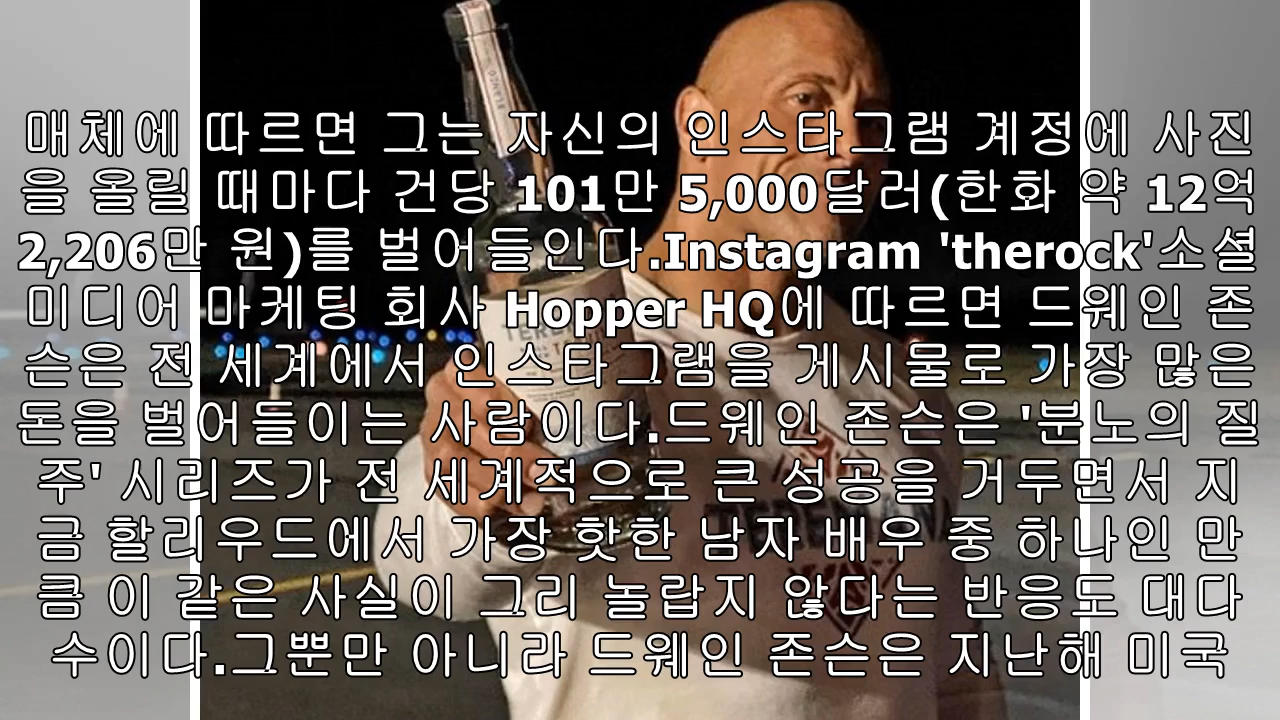 매체에 따르면 그는 자신의 인스타그램 계정에 사진
을 올릴 때마다 건당 101만 5,000달러(한화 약 12억
2,206만 원)를 벌어들인다.Instagram 'therock'소셜
미디어 마케팅 회사 Hopper HQ에 따르면 드웨인 존
슨은 전 세계에서 인스타그램을 게시물로 가장 많은
돈을 벌어들이는 사람이다.드웨인 존슨은 '분노의 질
주' 시리즈가 전 세계적으로 큰 성공을 거두면서 지
금 할리우드에서 가장 핫한 남자 배우 중 하나인 만
큼 이 같은 사실이 그리 놀랍지 않다는 반응도 대다
수이다.그뿐만 아니라 드웨인 존슨은 지난해 미국